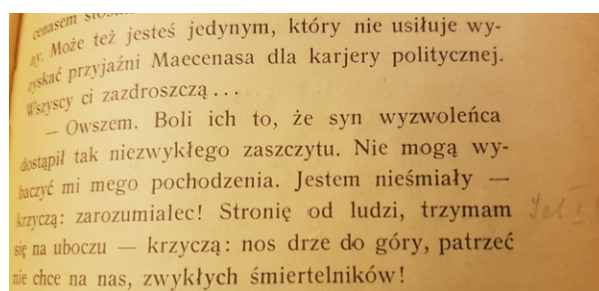 cenasem
ny. Może też jesteś jedynym, który nie usiłuje wy-
zyskać przyjaźni Maecenasa dla karjery politycznej.
Wszyscy ci zazdroszczą...
— Owszem. Boli ich to, że syn wyzwoleńca
dostąpił tak niezwykłego zaszczytu. Nie mogą wy-
baczyć mi mego pochodzenia. Jestem nieśmiały —
krzyczą: zarozumialec! Stronię od ludzi, trzymam
się na uboczu — krzyczą: nos drze do góry, patrzeć
nie chce na nas, zwykłych śmiertelników!